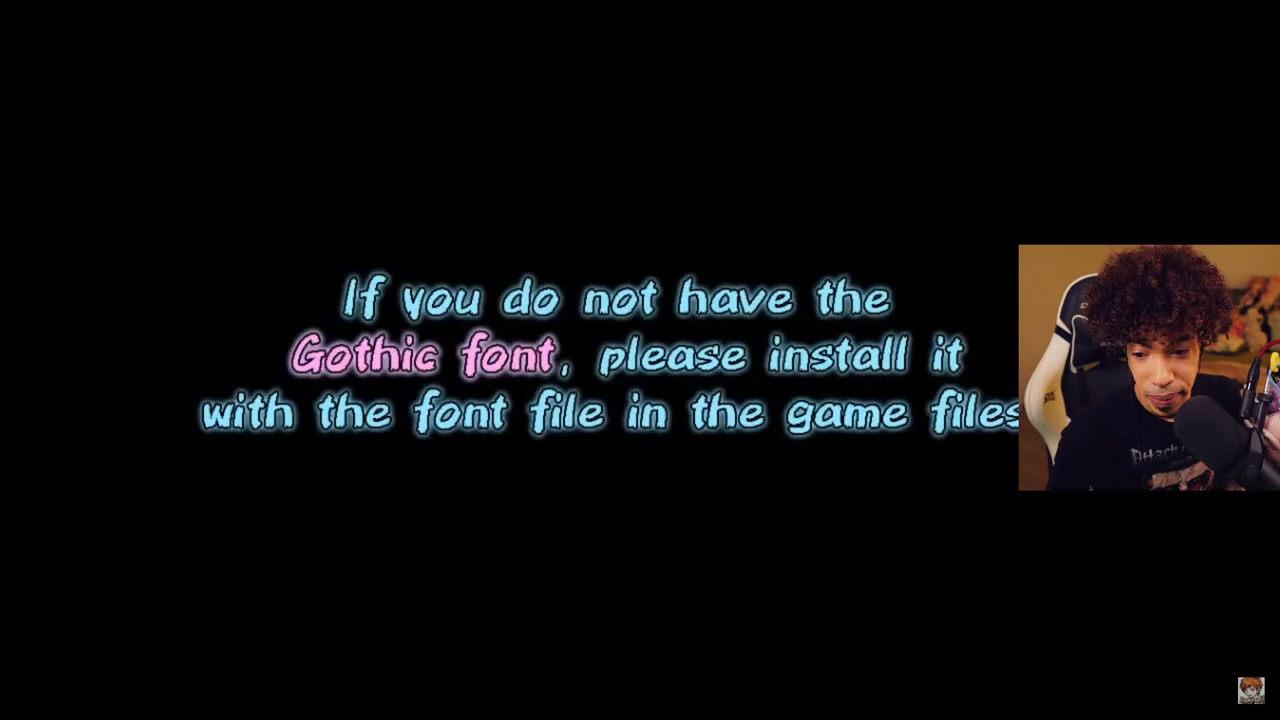 If you do not have the
Gothic font, please install it
with the font file in the game files
Attack